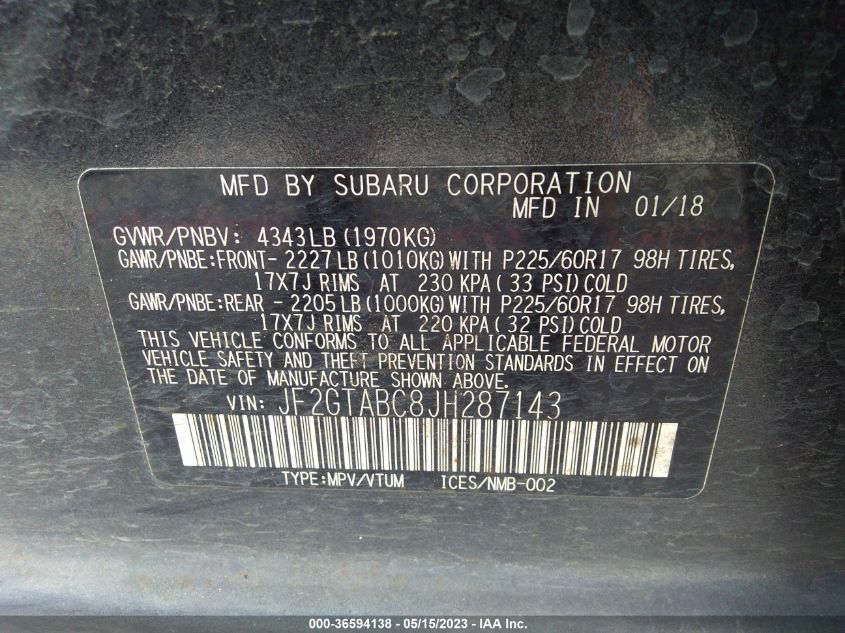 MFD BY SUBARU CORPORATION
MFD IN 01/18
GVWR/PNBV: 4343LB (1970KG)
GAWR/PNBE:FRONT- 2227LB (1010KG) WITH P225/60R17 98H TIRES,
17X7J RIMS AT 230 KPA ( 33 PSI) COLD
GAWR/PNBE:REAR - 2205LB (1000KG) WITH P225/60R17 98H TIRES,
17X7J RIMS AT 220 KPA ( 32 PSI) COLD
THIS VEHICLE CONFORMS TO ALL APPLICABLE FEDERAL MOTOR
VEHICLE SAFETY AND THEFT PREVENTION STANDARDS IN EFFECT ON
THE DATE OF MANUFACTURE SHOWN ABOVE.
VIN: JF2GTABC8JH287143
TYPE:MPV/VTUM ICES/NMB-002
000-36594138 - 05/15/2023 - IAA Inc.